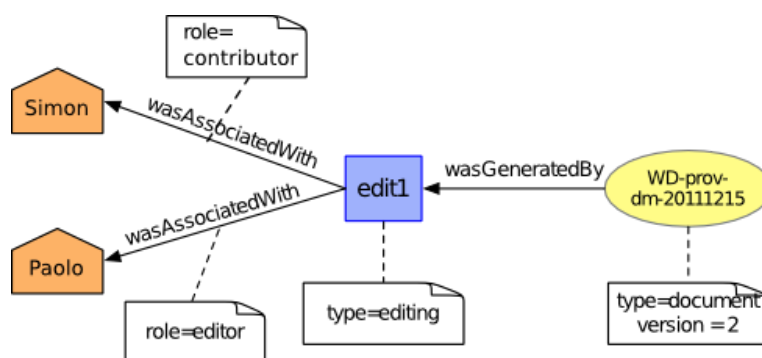 role=
contributor
Simon
wasAssociatedWith
edit1
wasGeneratedBy
WD-prov-
dm-20111215
wasAssociatedWith
Paolo
role=editor
type=editing
type=document
version = 2